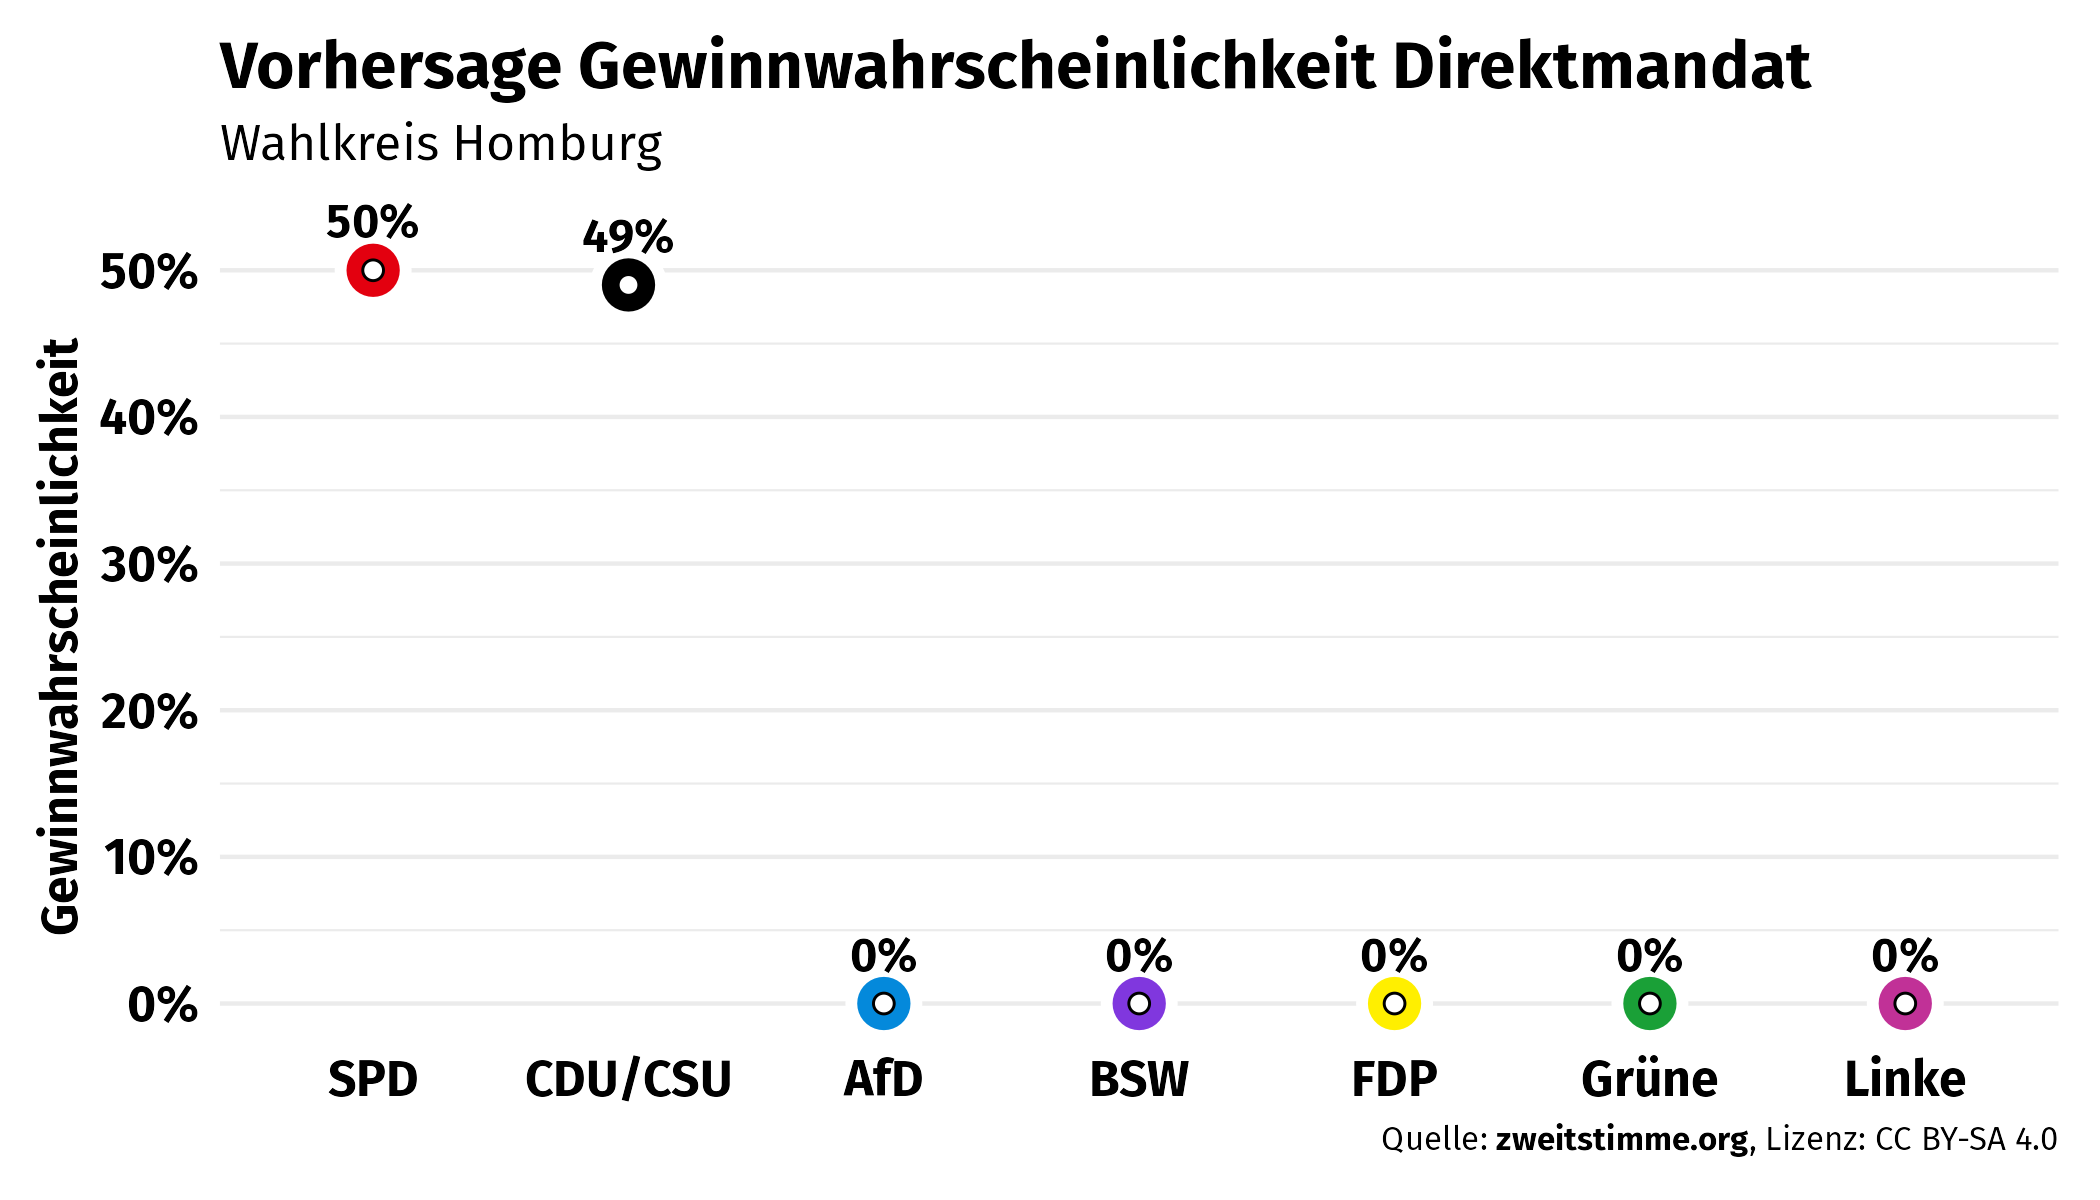 Vorhersage Gewinnwahrscheinlichkeit Direktmandat
Wahlkreis Homburg
Gewinnwahrscheinlichkeit
50%
40%
30%
20%
10%
0%
50%
49%
0%
0%
0%
0%
0%
SPD
CDU/CSU
AfD
BSW
FDP
Grüne
Linke
Quelle: zweitstimme.org, Lizenz: CC BY-SA 4.0